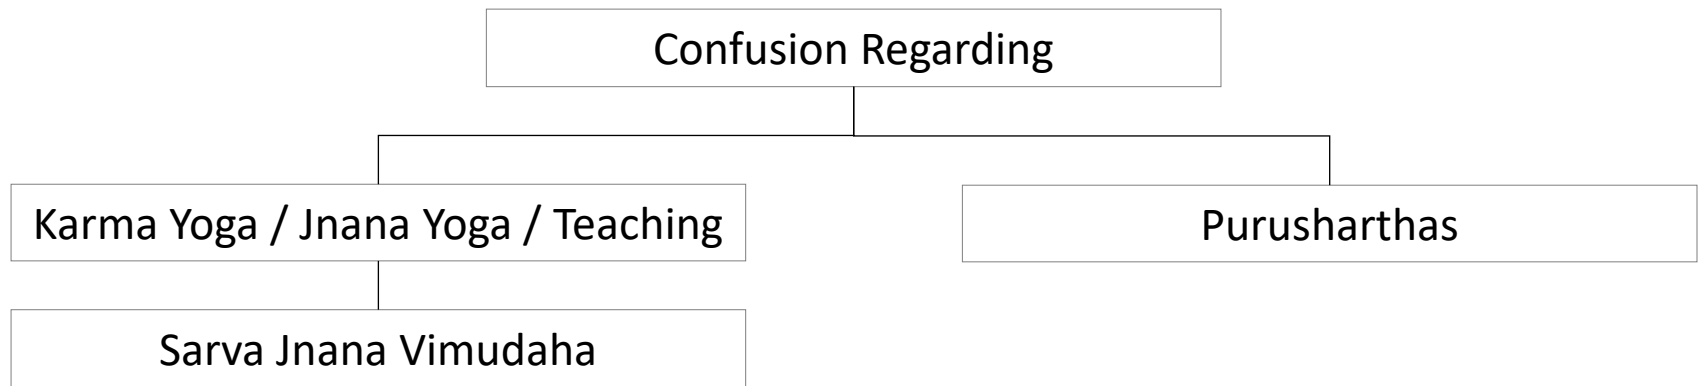 Confusion Regarding
Karma Yoga / Jnana Yoga / Teaching
Purusharthas
Sarva Jnana Vimudaha